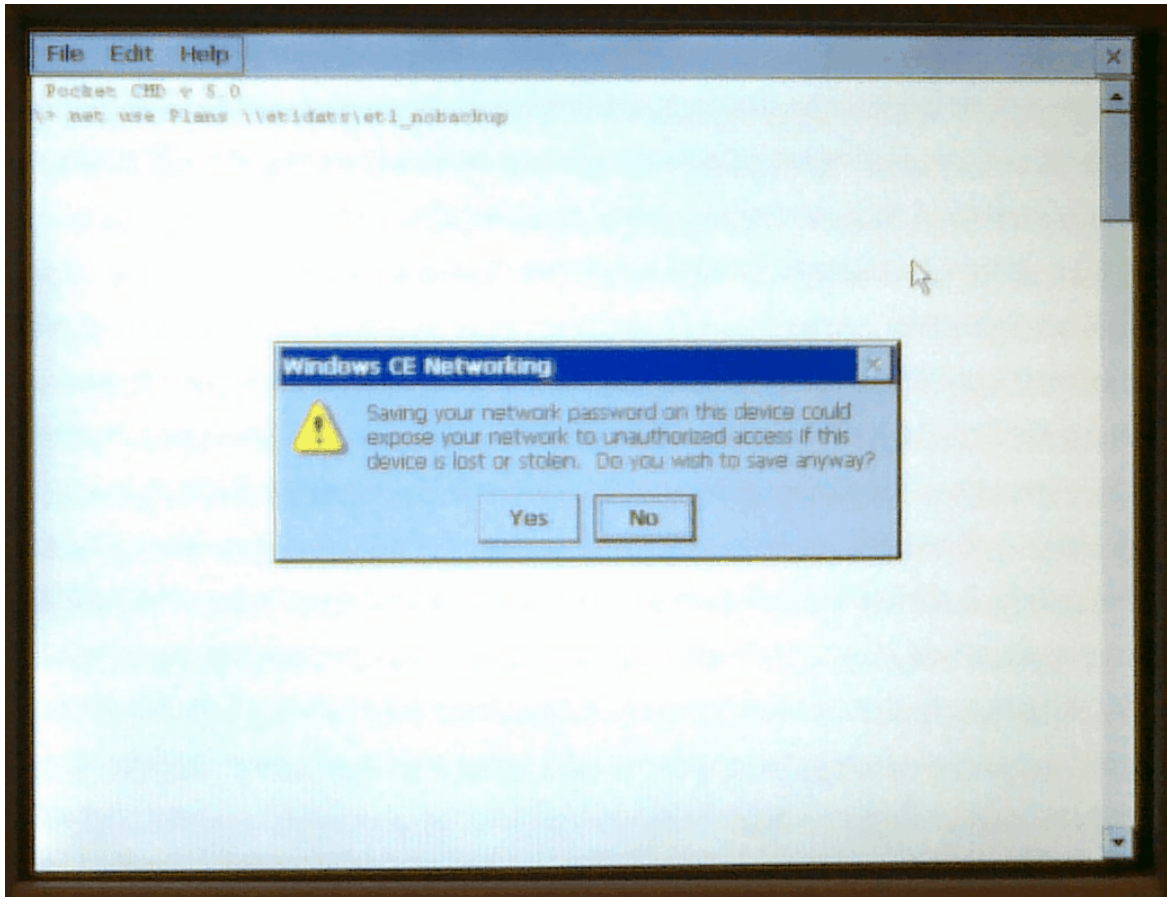 File Edit Help
Pocket CMD v 5.0
\> net use Plans \\etidats\eti_nobackup
Windows CE Networking
Saving your network password on this device could
expose your network to unauthorized access if this
device is lost or stolen. Do you wish to save anyway?
Yes No